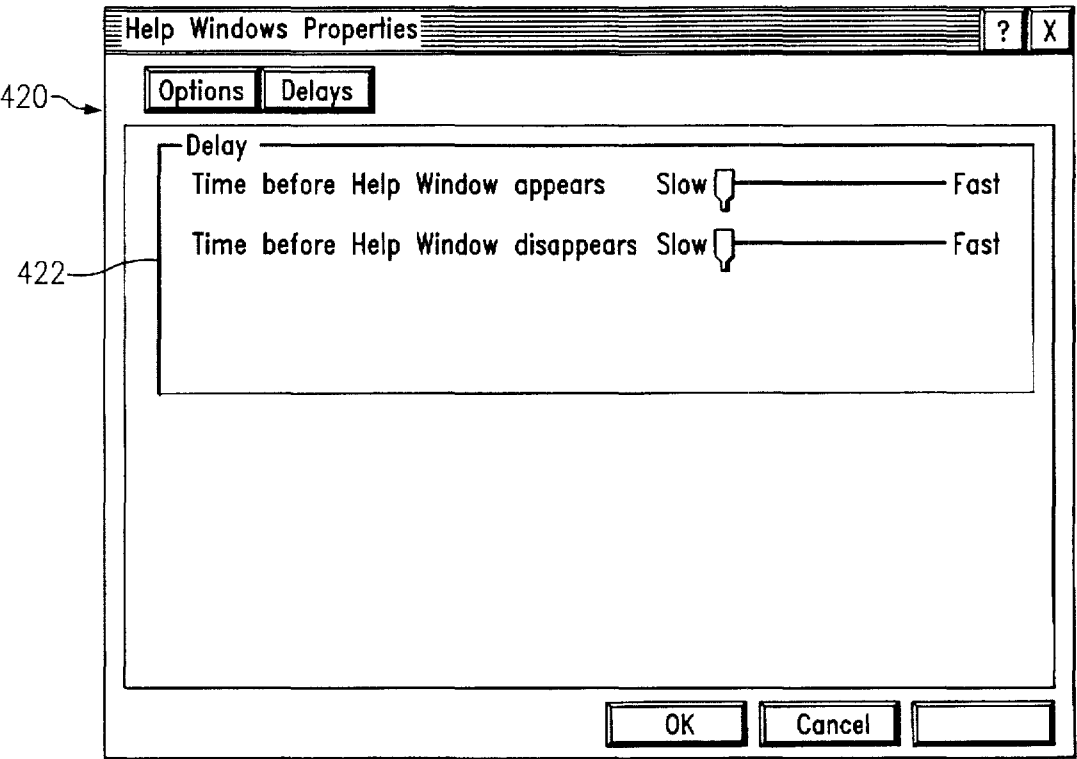 Help Windows Properties ? X
Options Delays
420
Delay
Time before Help Window appears Slow Fast
Time before Help Window disappears Slow Fast
422
OK Cancel